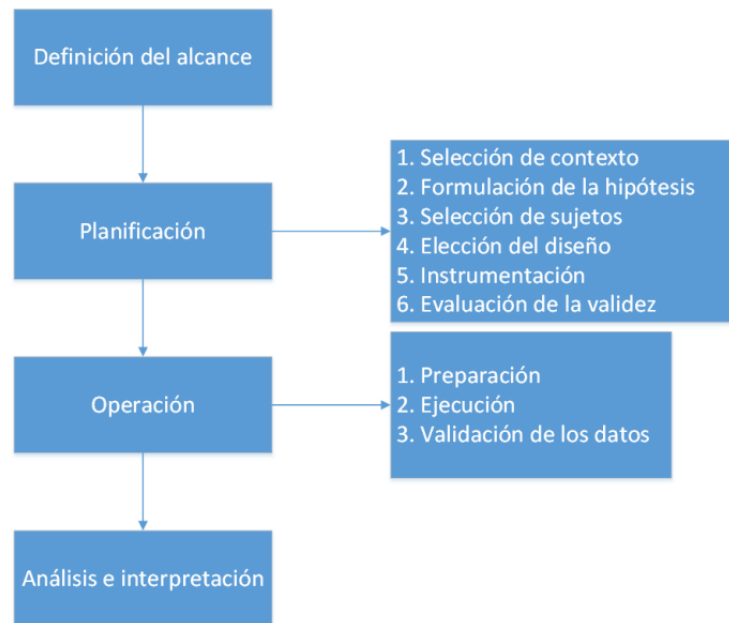 Definición del alcance
Planificación
1. Selección de contexto
2. Formulación de la hipótesis
3. Selección de sujetos
4. Elección del diseño
5. Instrumentación
6. Evaluación de la validez
Operación
1. Preparación
2. Ejecución
3. Validación de los datos
Análisis e interpretación